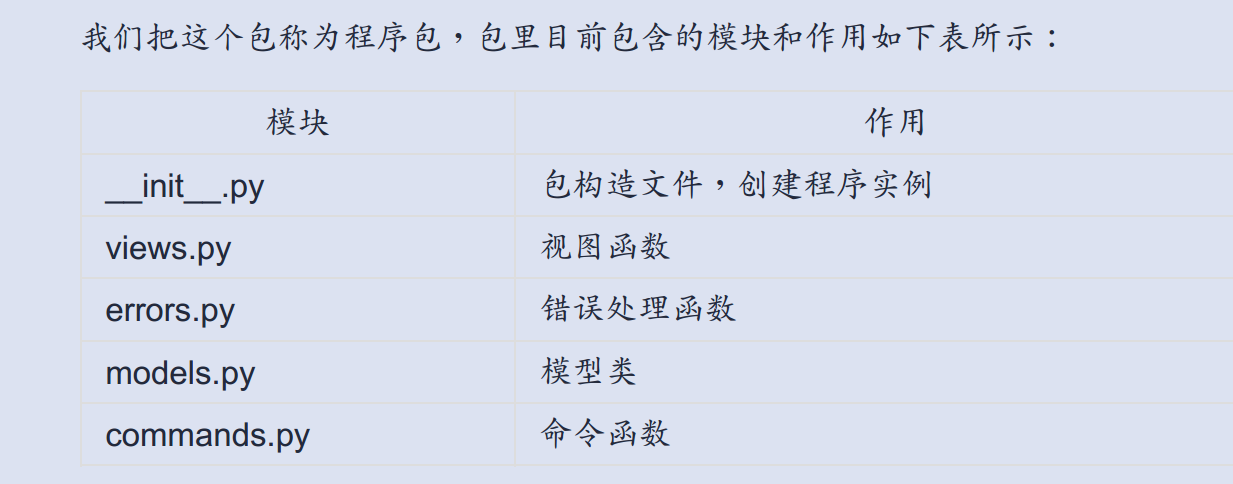 我们把这个包称为程序包，包里目前包含的模块和作用如下表所示：
模块 作用
__init__.py 包构造文件，创建程序实例
views.py 视图函数
errors.py 错误处理函数
models.py 模型类
commands.py 命令函数